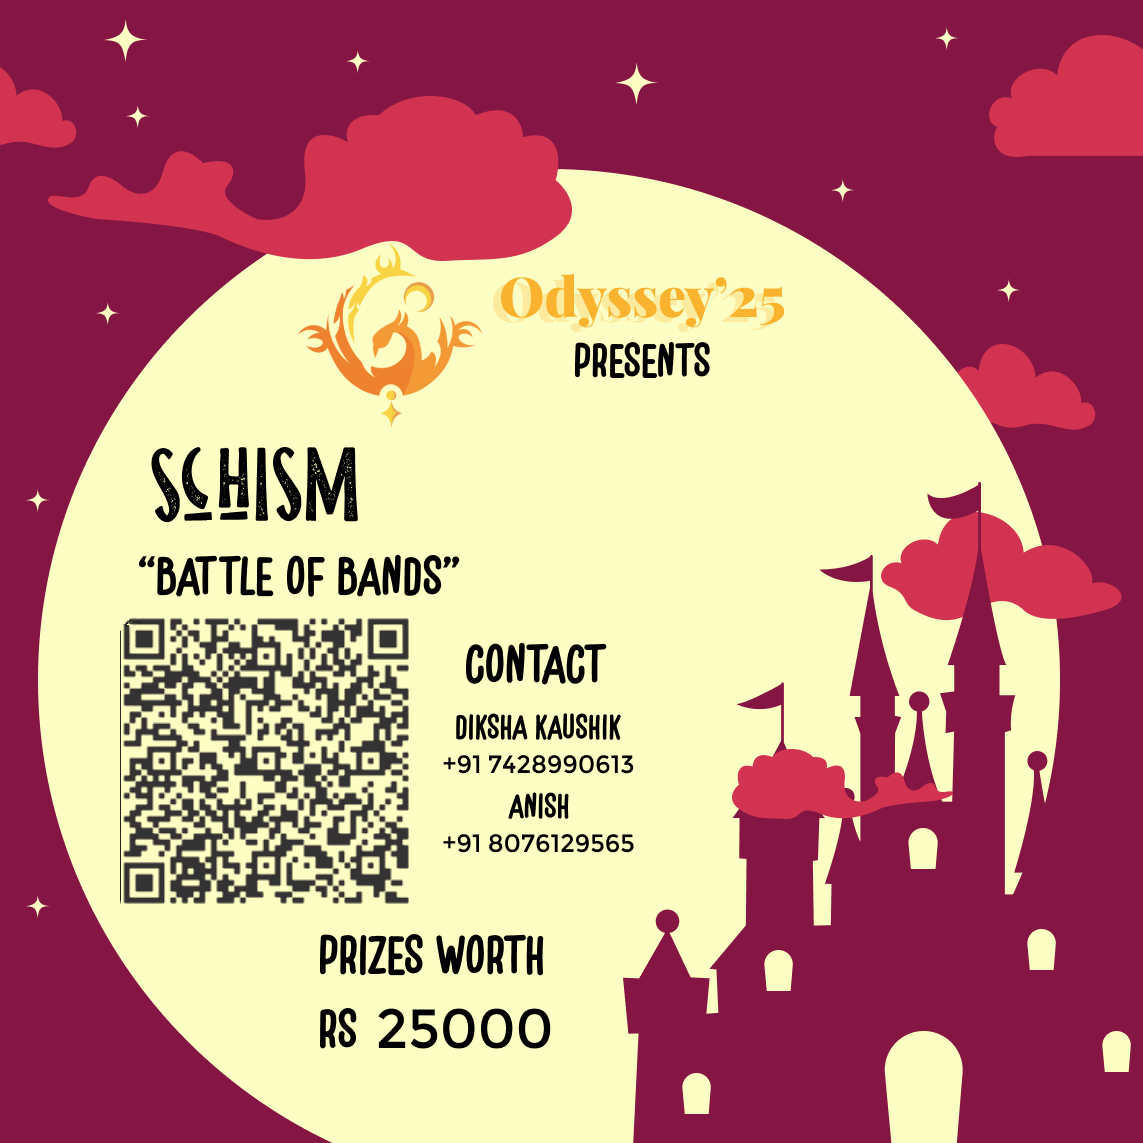 Odyssey'25
PRESENTS
SCHISM
“BATTLE OF BANDS”
CONTACT
DIKSHA KAUSHIK
+91 7428990613
ANISH
+91 8076129565
PRIZES WORTH
RS 25000